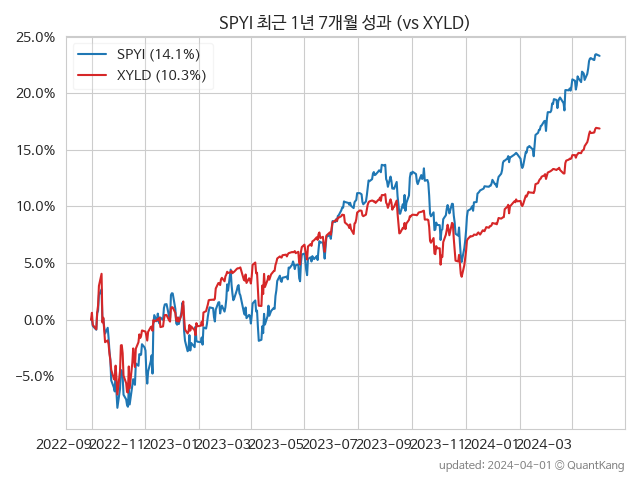 SPYI 최근 1년 7개월 성과 (vs XYLD)
25.0%
SPYI (14.1%)
XYLD (10.3%)
20.0%
15.0%
10.0%
5.0%
0.0%
−5.0%
2022-09 2022-11 2023-01 2023-03 2023-05 2023-07 2023-09 2023-11 2024-01 2024-03
updated: 2024-04-01 © QuantKang